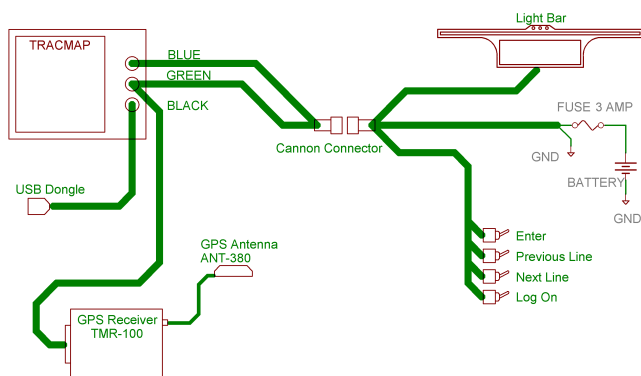 Light Bar
TRACMAP
BLUE
GREEN
BLACK
FUSE 3 AMP
Cannon Connector
GND
BATTERY
USB Dongle
GND
Enter
GPS Antenna
ANT-380
Previous Line
Next Line
Log On
GPS Receiver
TMR-100